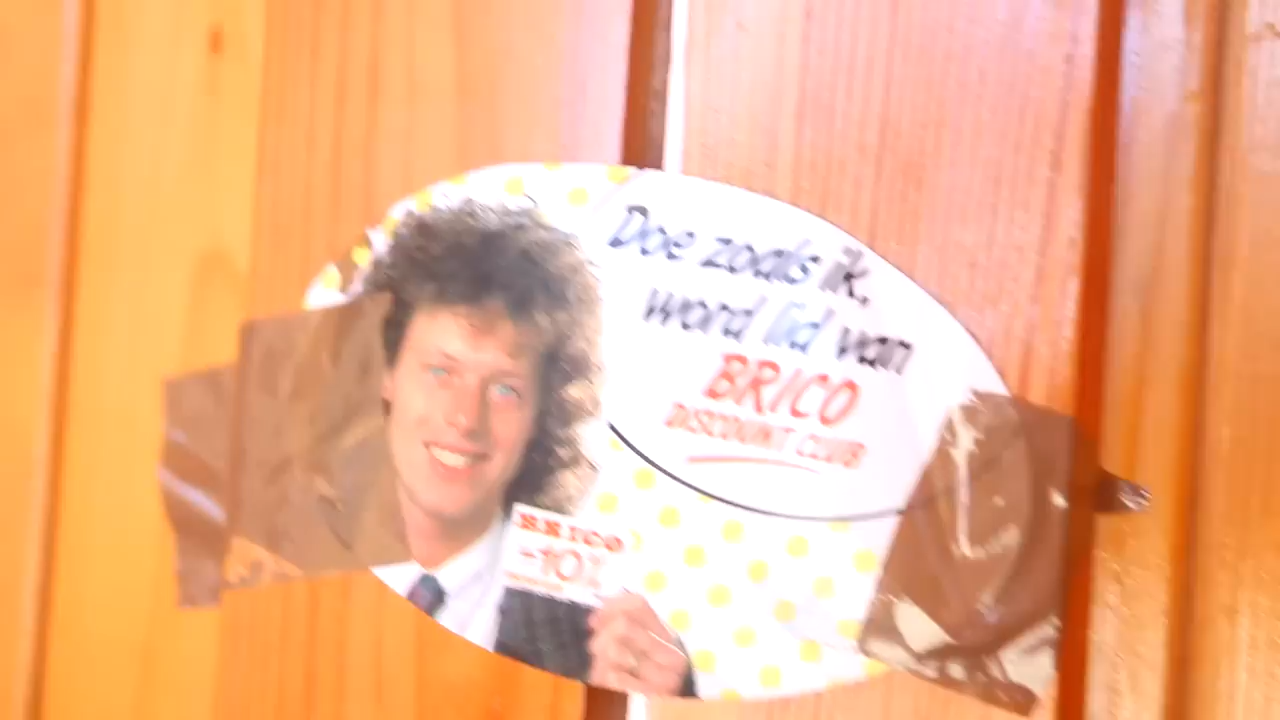 Doe zoals ik,
word lid van
BRICO
DISCOUNT CLUB
BRICO
-10%